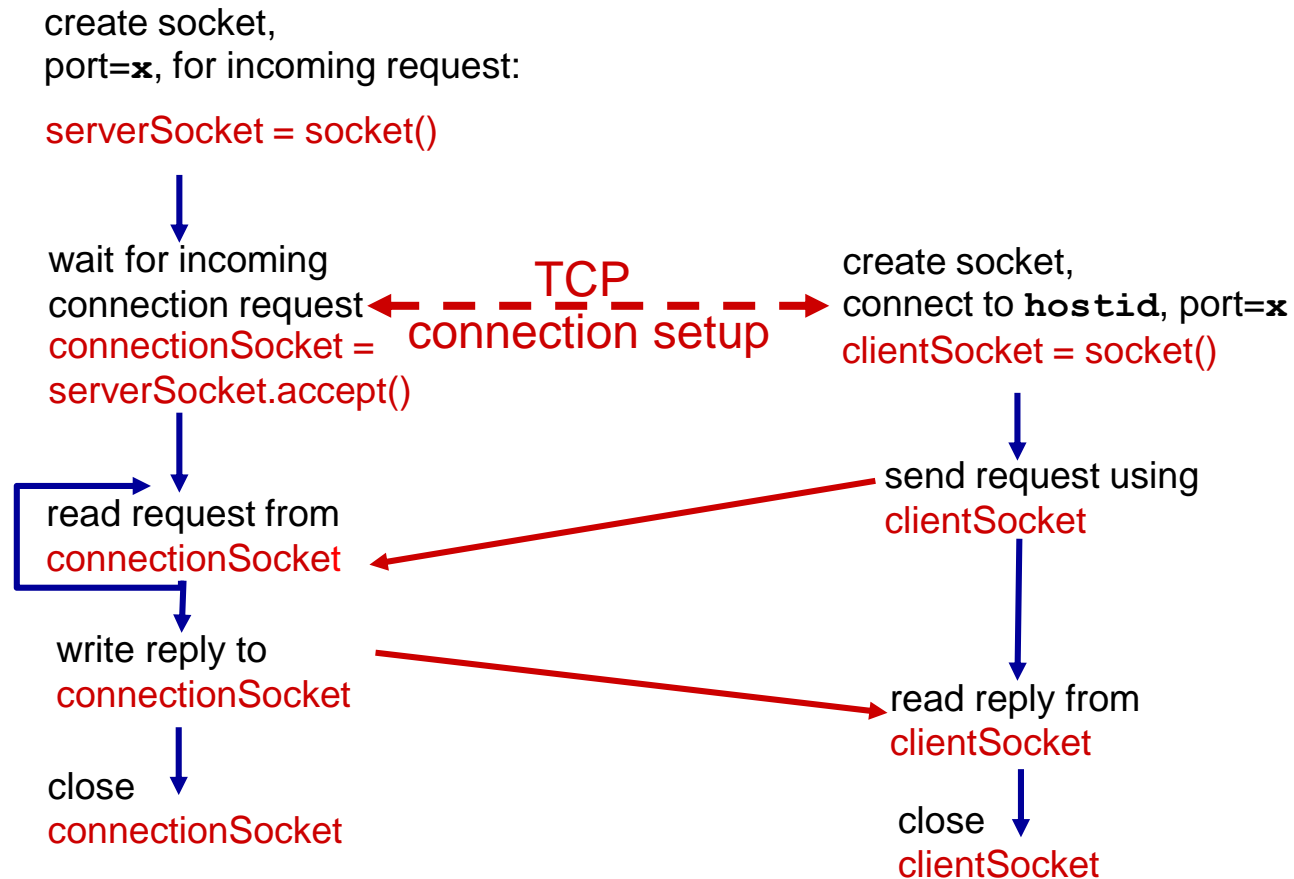 create socket,
port=x, for incoming request:
serverSocket = socket()
wait for incoming
connection request
connectionSocket =
serverSocket.accept()
TCP
connection setup
create socket,
connect to hostid, port=x
clientSocket = socket()
read request from
connectionSocket
send request using
clientSocket
write reply to
connectionSocket
read reply from
clientSocket
close
connectionSocket
close
clientSocket